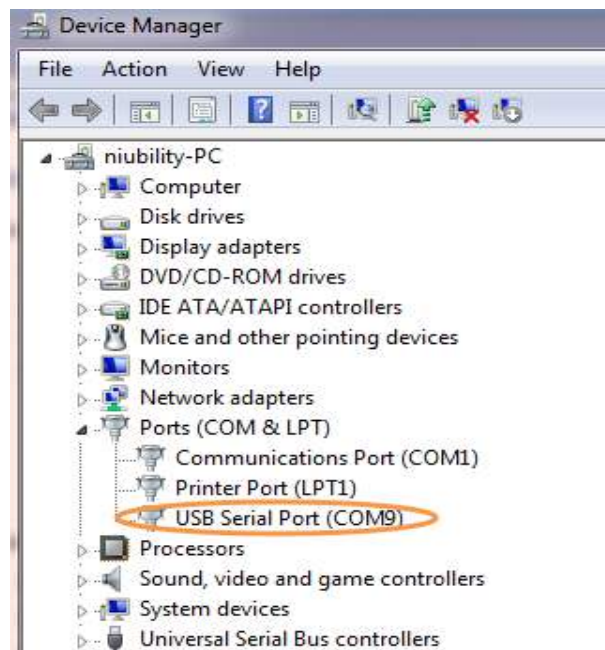 Device Manager
File Action View Help
niubility-PC
Computer
Disk drives
Display adapters
DVD/CD-ROM drives
IDE ATA/ATAPI controllers
Mice and other pointing devices
Monitors
Network adapters
Ports (COM & LPT)
Communications Port (COM1)
Printer Port (LPT1)
USB Serial Port (COM9)
Processors
Sound, video and game controllers
System devices
Universal Serial Bus controllers